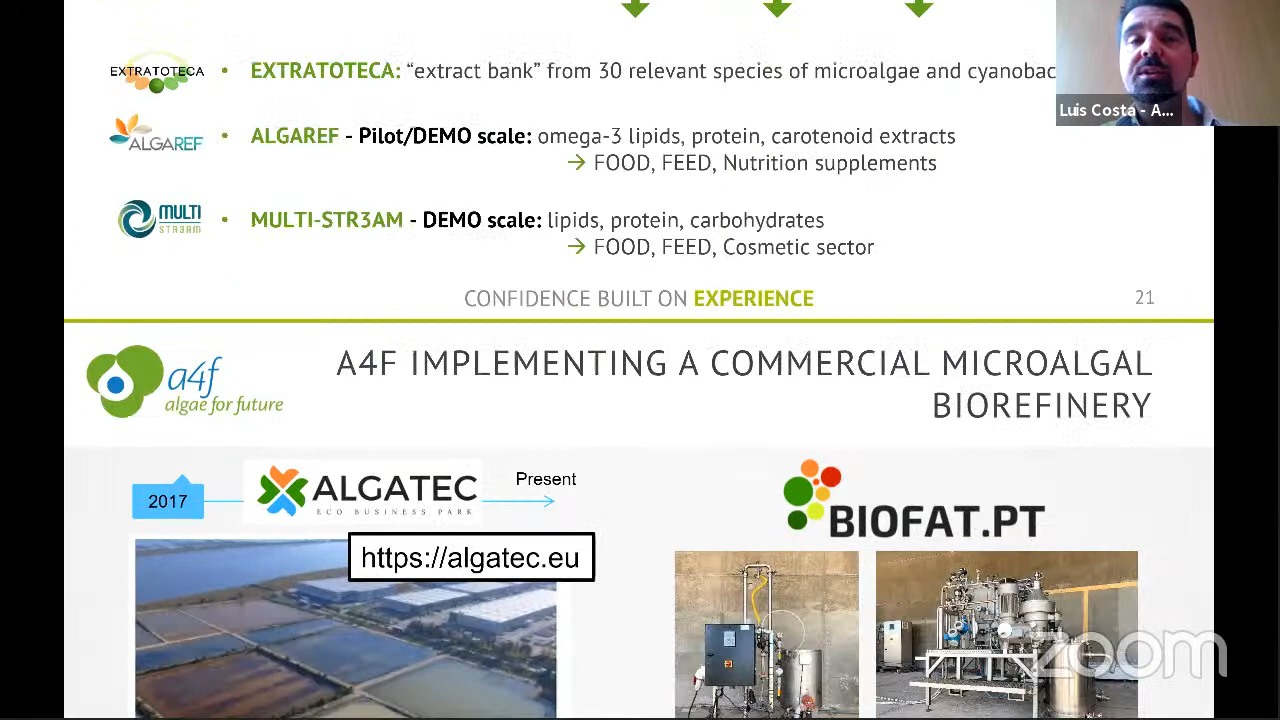 EXTRATOTECA
• EXTRATOTECA: “extract bank” from 30 relevant species of microalgae and cyanobac
Luis Costa - A...
ALGAREF
• ALGAREF - Pilot/DEMO scale: omega-3 lipids, protein, carotenoid extracts
→ FOOD, FEED, Nutrition supplements
MULTI
STR3AM
• MULTI-STR3AM - DEMO scale: lipids, protein, carbohydrates
→ FOOD, FEED, Cosmetic sector
CONFIDENCE BUILT ON EXPERIENCE
21
a4f
algae for future
A4F IMPLEMENTING A COMMERCIAL MICROALGAL
BIOREFINERY
2017
ALGATEC
ECO BUSINESS PARK
Present
BIOFAT.PT
https://algatec.eu
zoom